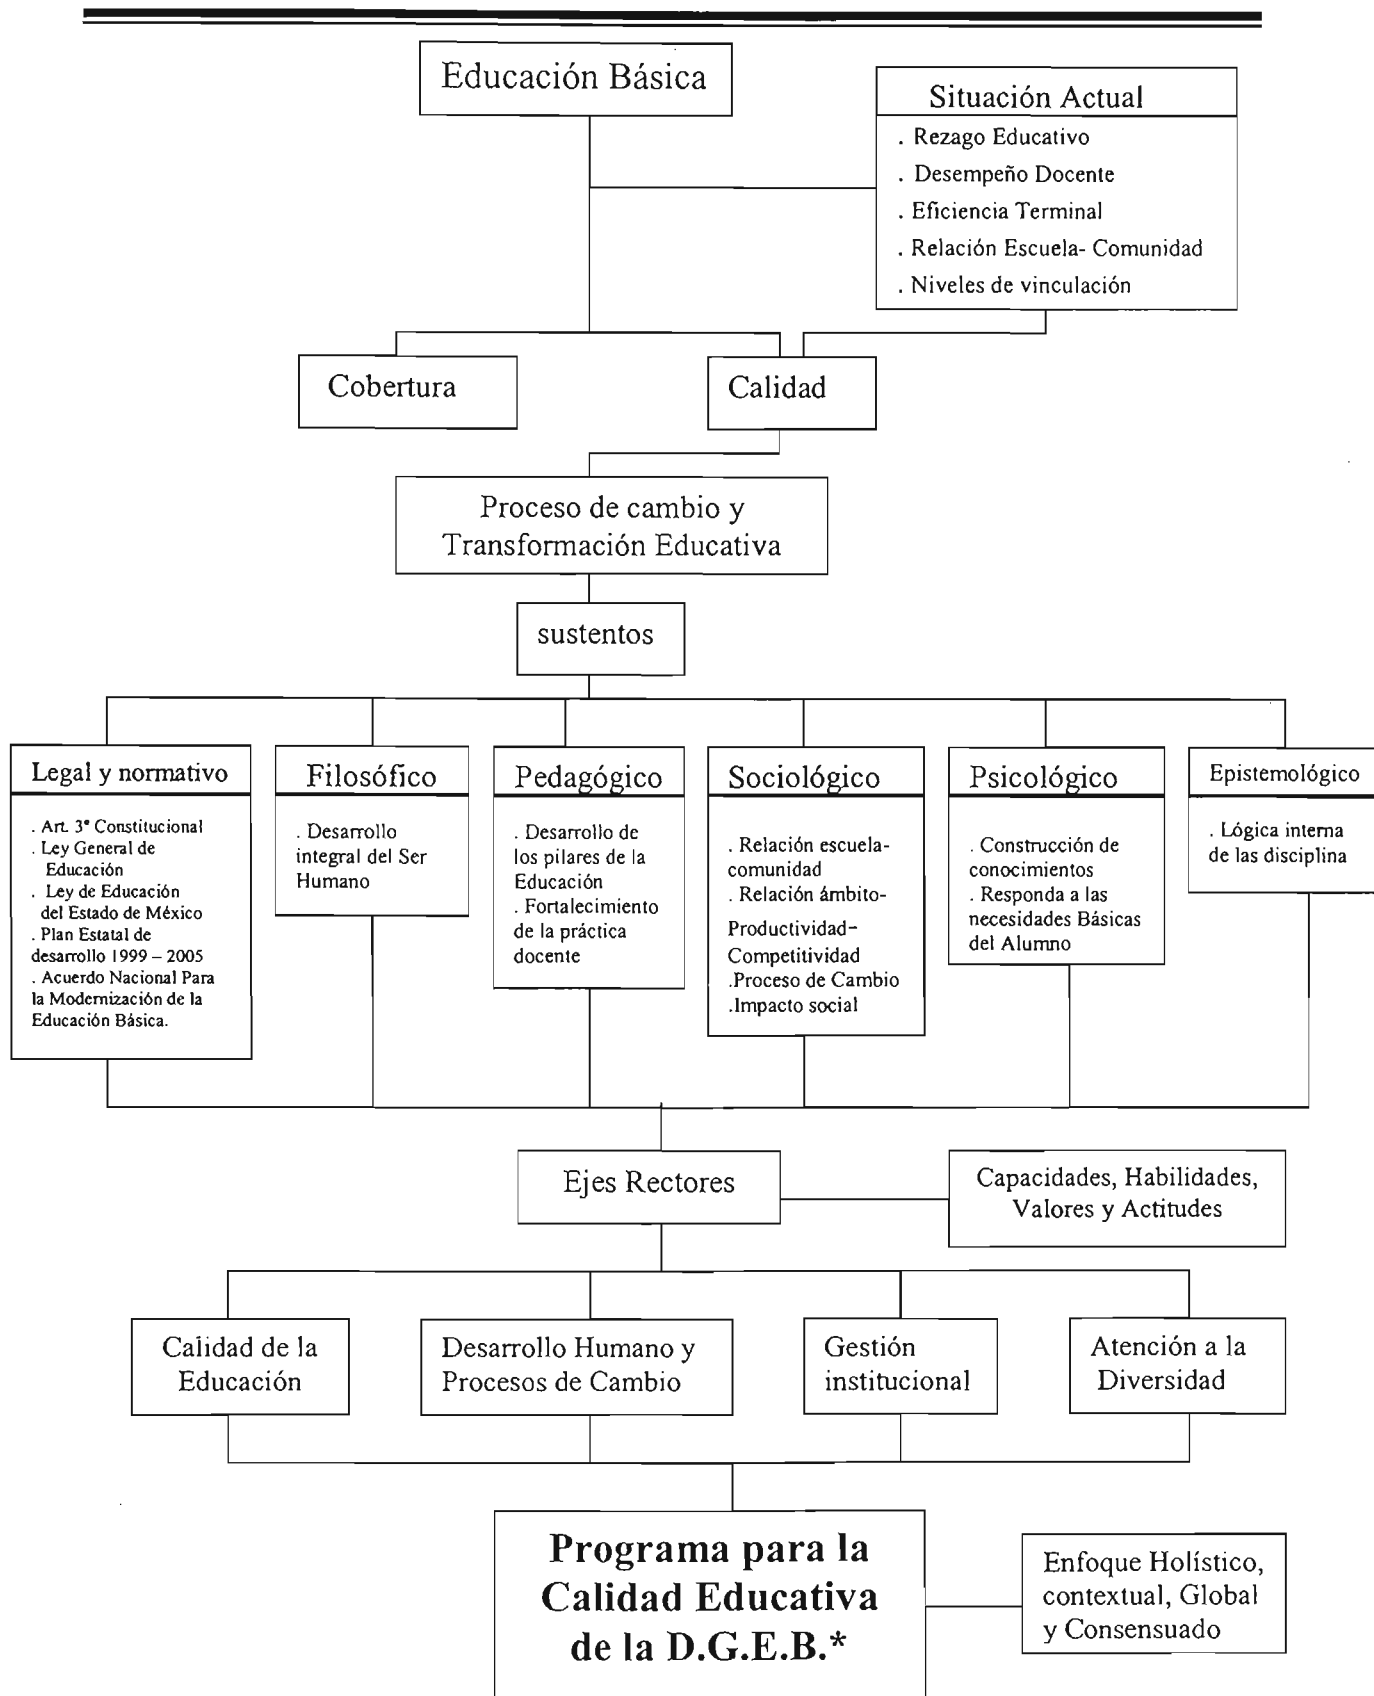 Educación Básica
Situación Actual
. Rezago Educativo
. Desempeño Docente
. Eficiencia Terminal
. Relación Escuela- Comunidad
. Niveles de vinculación
Cobertura
Calidad
Proceso de cambio y
Transformación Educativa
sustentos
Legal y normativo
. Art. 3° Constitucional
. Ley General de
Educación
. Ley de Educación
del Estado de México
. Plan Estatal de
desarrollo 1999 – 2005
. Acuerdo Nacional Para
la Modernización de la
Educación Básica.
Filosófico
. Desarrollo
integral del Ser
Humano
Pedagógico
. Desarrollo de
los pilares de la
Educación
. Fortalecimiento
de la práctica
docente
Sociológico
. Relación escuela-
comunidad
. Relación ámbito-
Productividad–
Competitividad
.Proceso de Cambio
.Impacto social
Psicológico
. Construcción de
conocimientos
. Responda a las
necesidades Básicas
del Alumno
Epistemológico
. Lógica interna
de las disciplina
Ejes Rectores
Capacidades, Habilidades,
Valores y Actitudes
Calidad de la
Educación
Desarrollo Humano y
Procesos de Cambio
Gestión
institucional
Atención a la
Diversidad
Programa para la
Calidad Educativa
de la D.G.E.B.*
Enfoque Holístico,
contextual, Global
y Consensuado